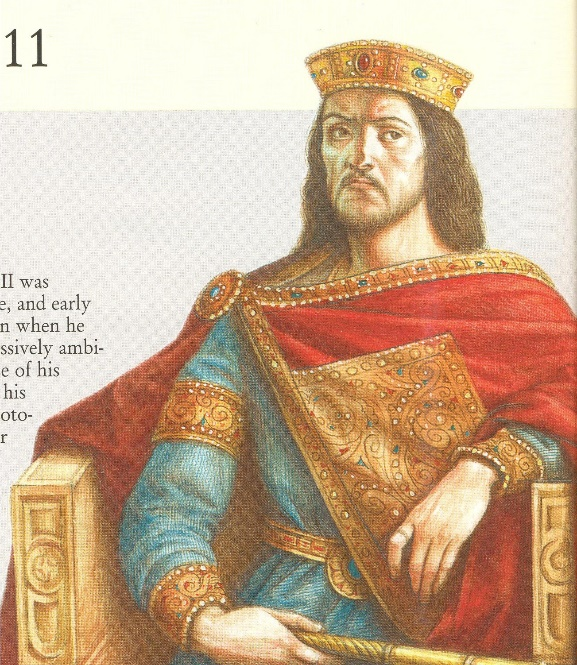 11
II was
e, and early
n when he
ssively ambi-
e of his
his
oto-
r